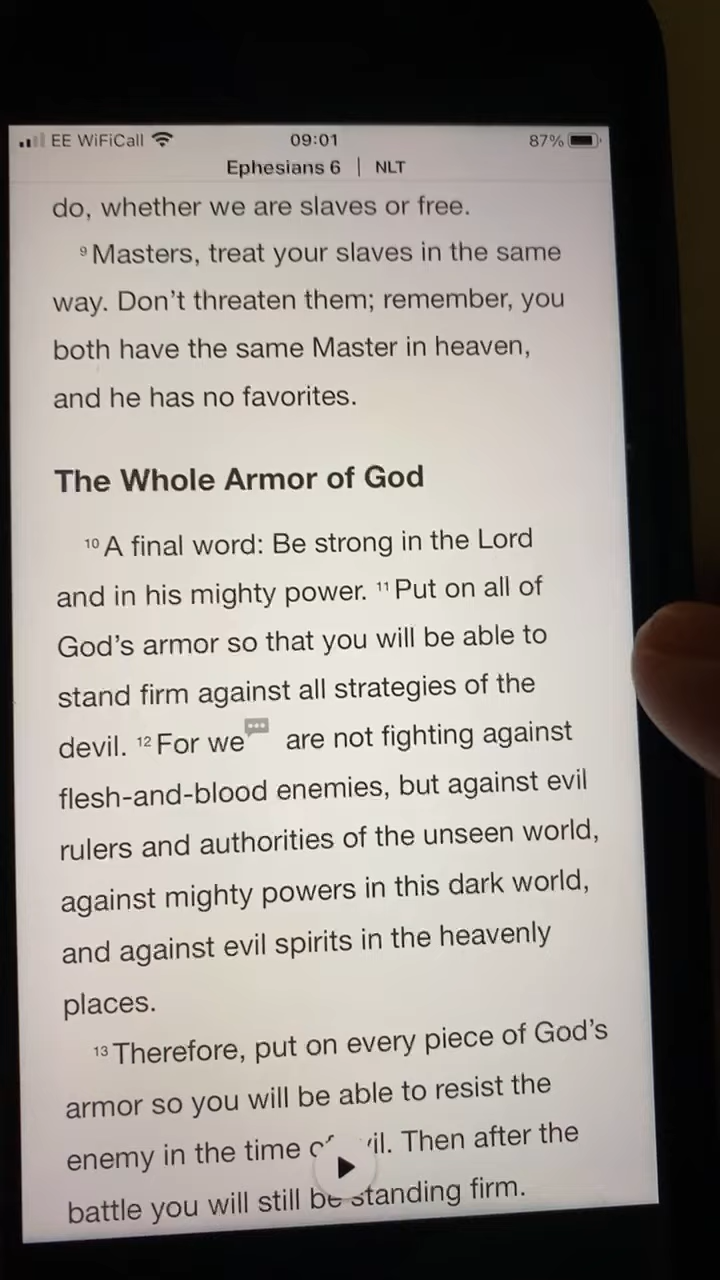 EE WiFiCall 09:01 87%
Ephesians 6 | NLT
do, whether we are slaves or free.
9 Masters, treat your slaves in the same
way. Don't threaten them; remember, you
both have the same Master in heaven,
and he has no favorites.
The Whole Armor of God
10 A final word: Be strong in the Lord
and in his mighty power. 11 Put on all of
God's armor so that you will be able to
stand firm against all strategies of the
devil. 12 For we are not fighting against
flesh-and-blood enemies, but against evil
rulers and authorities of the unseen world,
against mighty powers in this dark world,
and against evil spirits in the heavenly
places.
13 Therefore, put on every piece of God's
armor so you will be able to resist the
enemy in the time Then after the
battle you will still be standing firm.